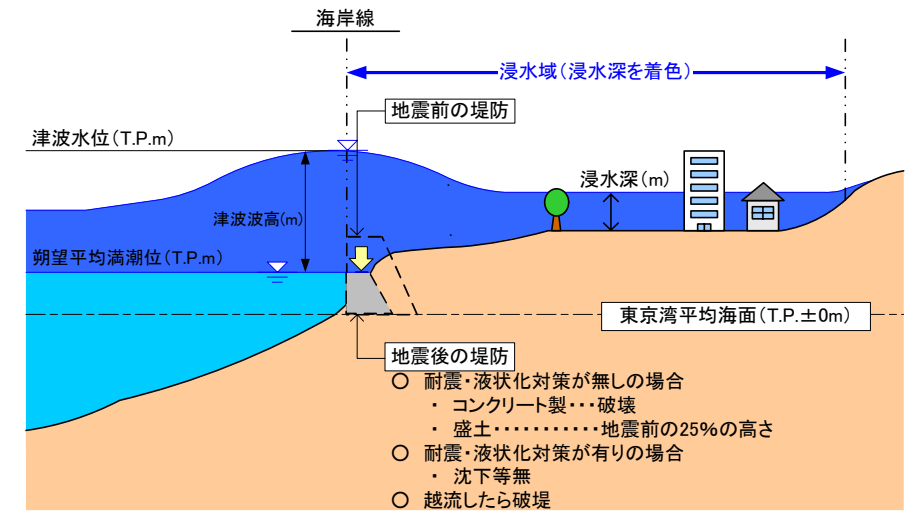 海岸線
浸水域(浸水深を着色)
地震前の堤防
津波水位(T.P.m)
浸水深(m)
津波波高(m)
朔望平均満潮位(T.P.m)
東京湾平均海面(T.P.±0m)
地震後の堤防
○ 耐震・液状化対策が無しの場合
・ コンクリート製・・・破壊
・ 盛土・・・・・・・・・・・地震前の25%の高さ
○ 耐震・液状化対策が有りの場合
・ 沈下等無
○ 越流したら破堤